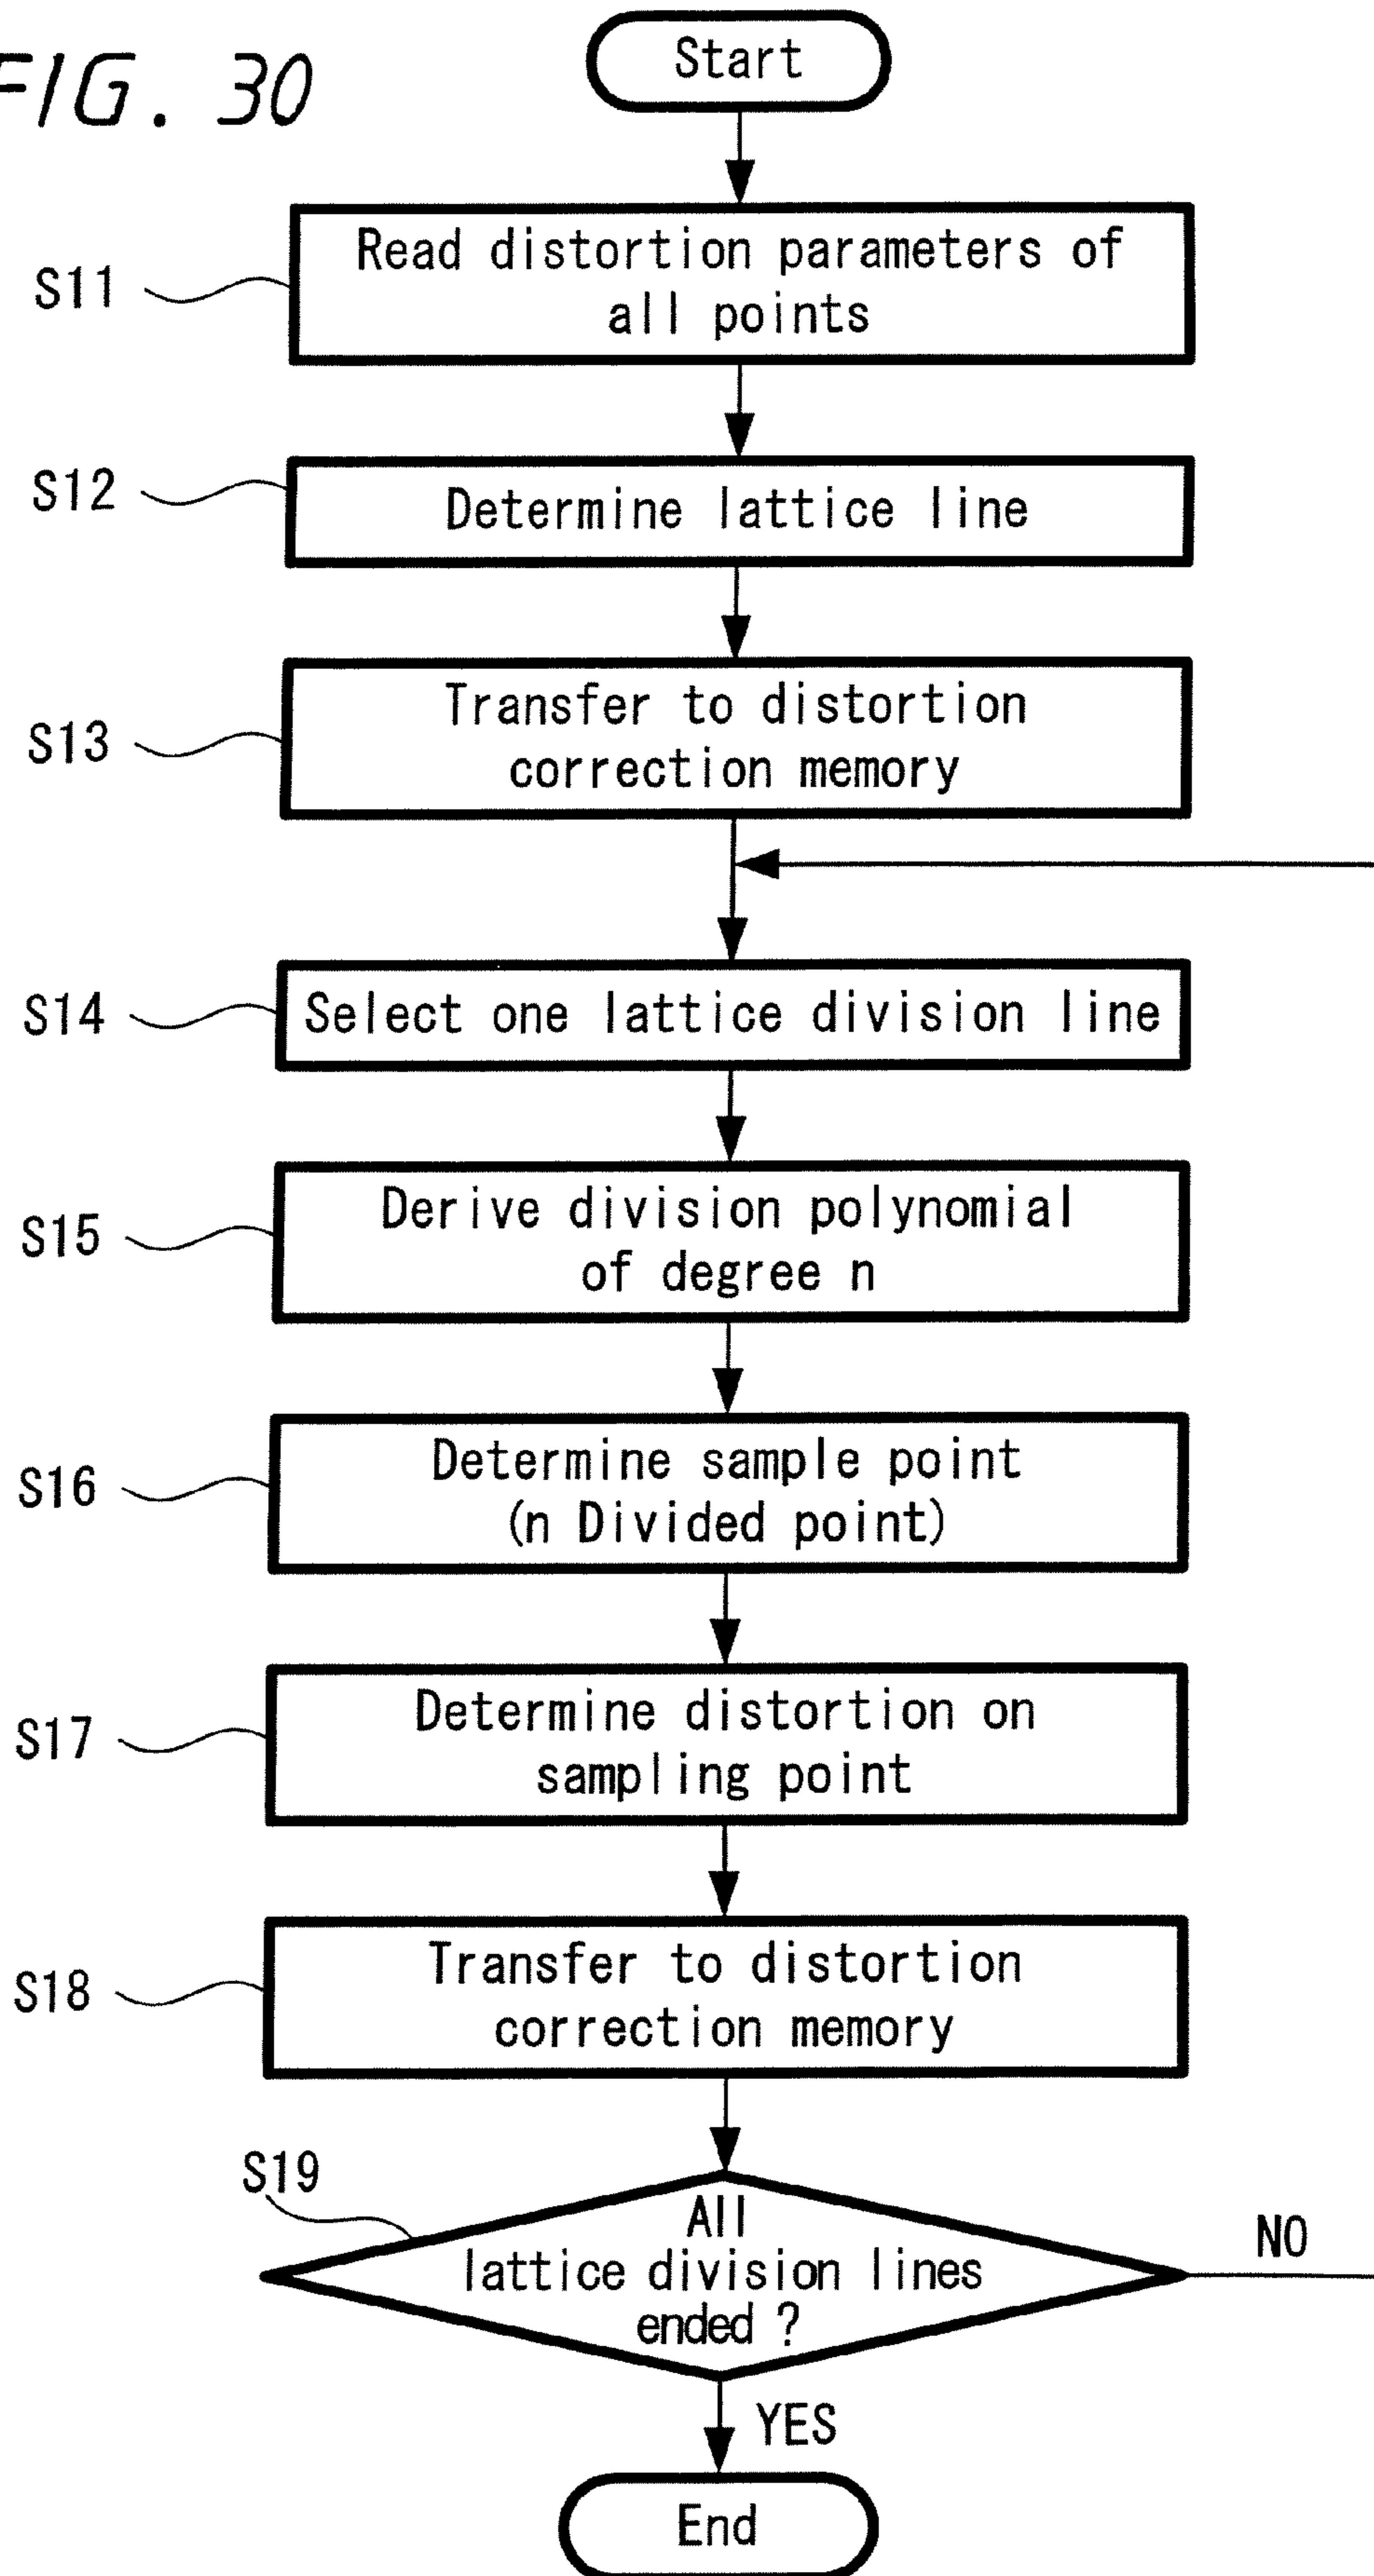 FIG. 30
Start
S11
Read distortion parameters of
all points
S12
Determine lattice line
S13
Transfer to distortion
correction memory
S14
Select one lattice division line
S15
Derive division polynomial
of degree n
S16
Determine sample point
(n Divided point)
S17
Determine distortion on
sampling point
S18
Transfer to distortion
correction memory
S19
All
lattice division lines
ended ?
NO
YES
End